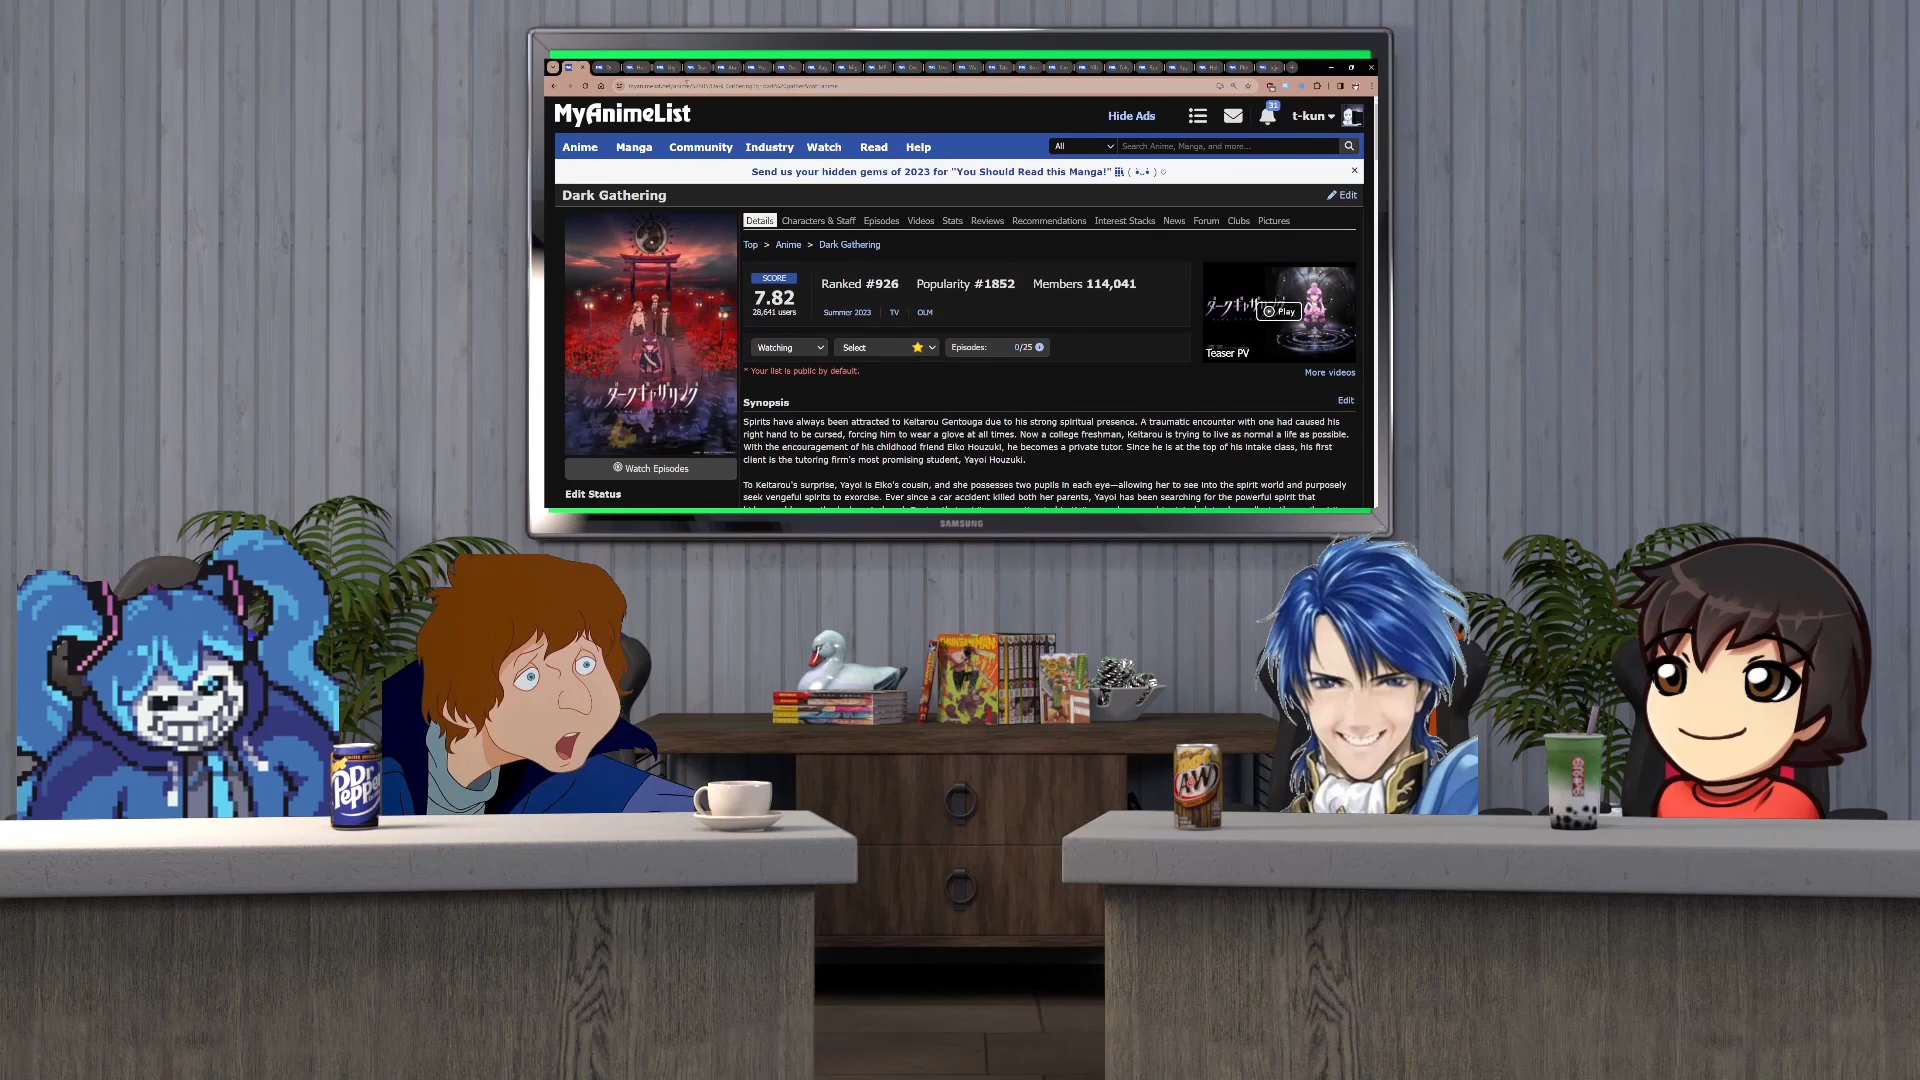 myanimelist.net/anime/52505/Dark_Gathering?q=dark%20gather&cat=anime
MyAnimeList
Hide Ads
31
t-kun
Anime Manga Community Industry Watch Read Help
All
Search Anime, Manga, and more...
Send us your hidden gems of 2023 for "You Should Read this Manga!"
Dark Gathering
Edit
Details Characters & Staff Episodes Videos Stats Reviews Recommendations Interest Stacks News Forum Clubs Pictures
Top > Anime > Dark Gathering
SCORE
7.82
28,641 users
Ranked #926 Popularity #1852 Members 114,041
Summer 2023 TV OLM
Watching
Select
Episodes: 0/25
* Your list is public by default.
Play
Teaser PV
More videos
ダークギャザリング
Watch Episodes
Edit Status
Synopsis
Edit
Spirits have always been attracted to Keitarou Gentouga due to his strong spiritual presence. A traumatic encounter with one had caused his
right hand to be cursed, forcing him to wear a glove at all times. Now a college freshman, Keitarou is trying to live as normal a life as possible.
With the encouragement of his childhood friend Eiko Houzuki, he becomes a private tutor. Since he is at the top of his intake class, his first
client is the tutoring firm's most promising student, Yayoi Houzuki.
To Keitarou's surprise, Yayoi is Eiko's cousin, and she possesses two pupils in each eye—allowing her to see into the spirit world and purposely
seek vengeful spirits to exorcise. Ever since a car accident killed both her parents, Yayoi has been searching for the powerful spirit that
SAMSUNG
CHAINSAW MAN
Dr
Pepper
A&W